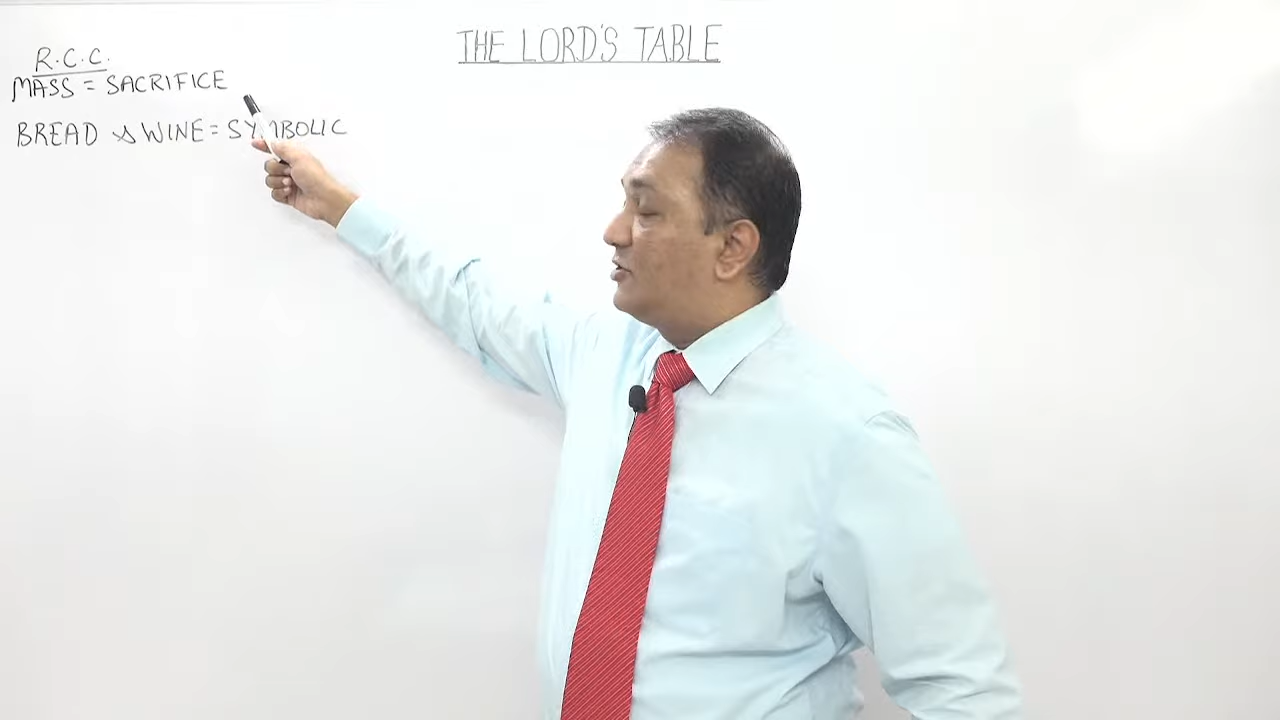 THE LORD'S TABLE
R.C.C.
MASS = SACRIFICE
BREAD & WINE = SYMBOLIC